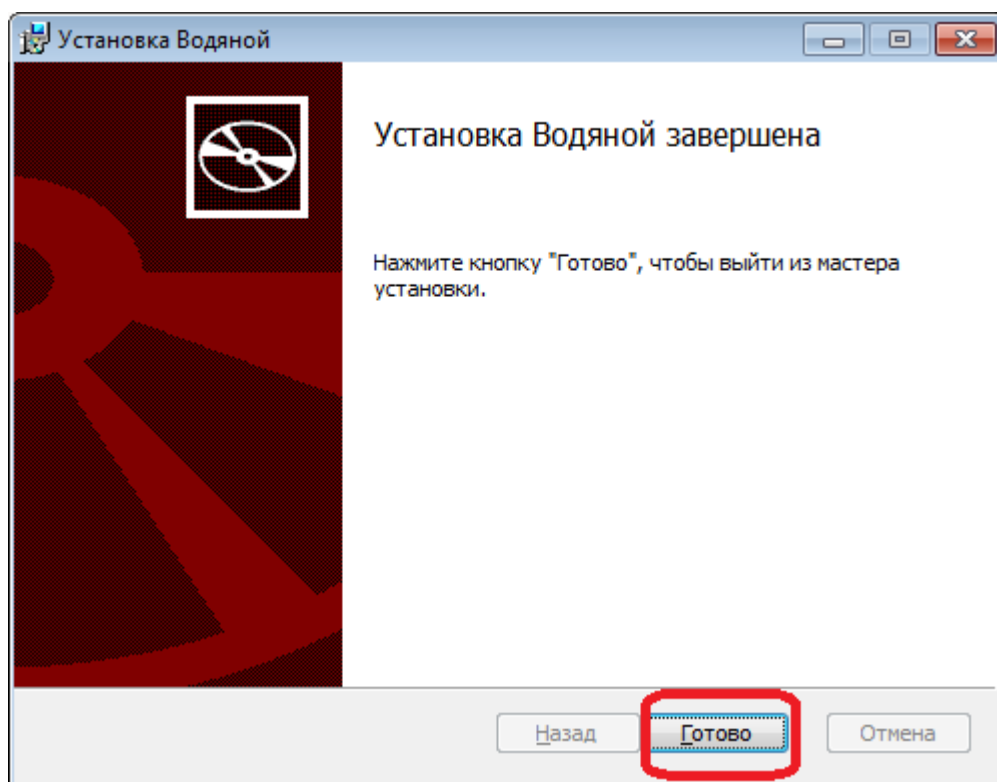 Установка Водяной
Установка Водяной завершена
Нажмите кнопку "Готово", чтобы выйти из мастера
установки.
Назад Готово Отмена